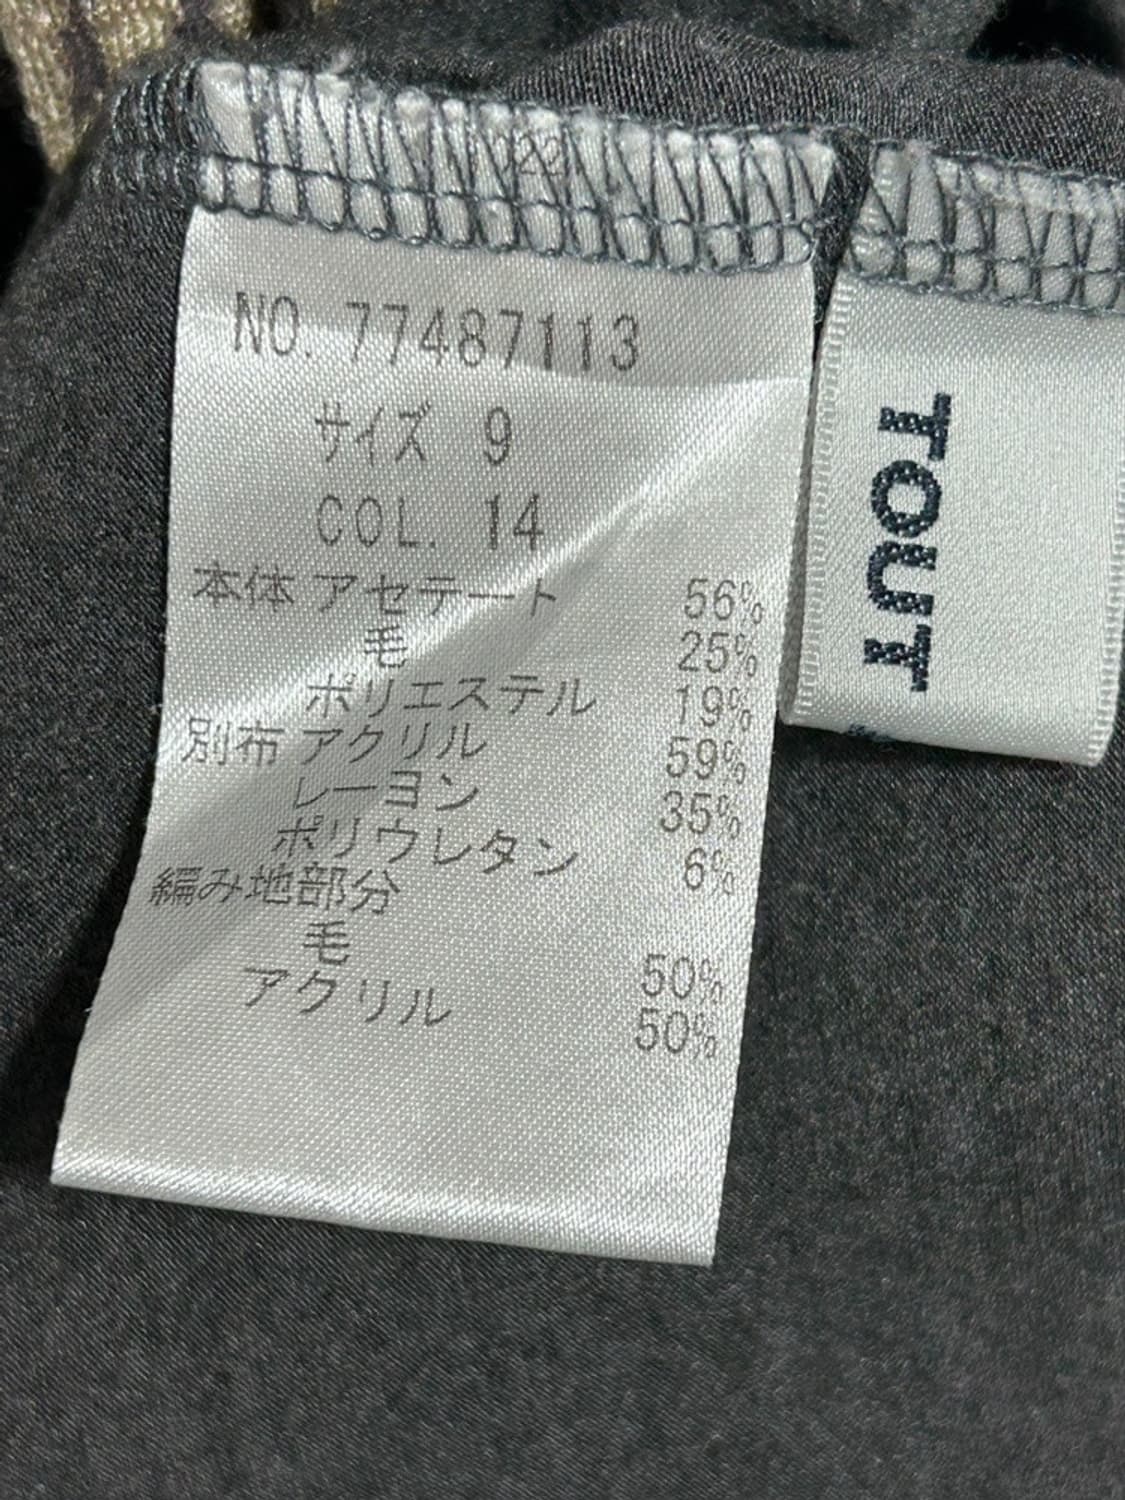 22
NO. 77487113
サイズ 9
COL. 14
本体 アセテート 56%
毛 25%
ポリエステル 19%
別布 アクリル 59%
レーヨン 35%
ポリウレタン 6%
編み地部分
毛 50%
アクリル 50%
TOUT